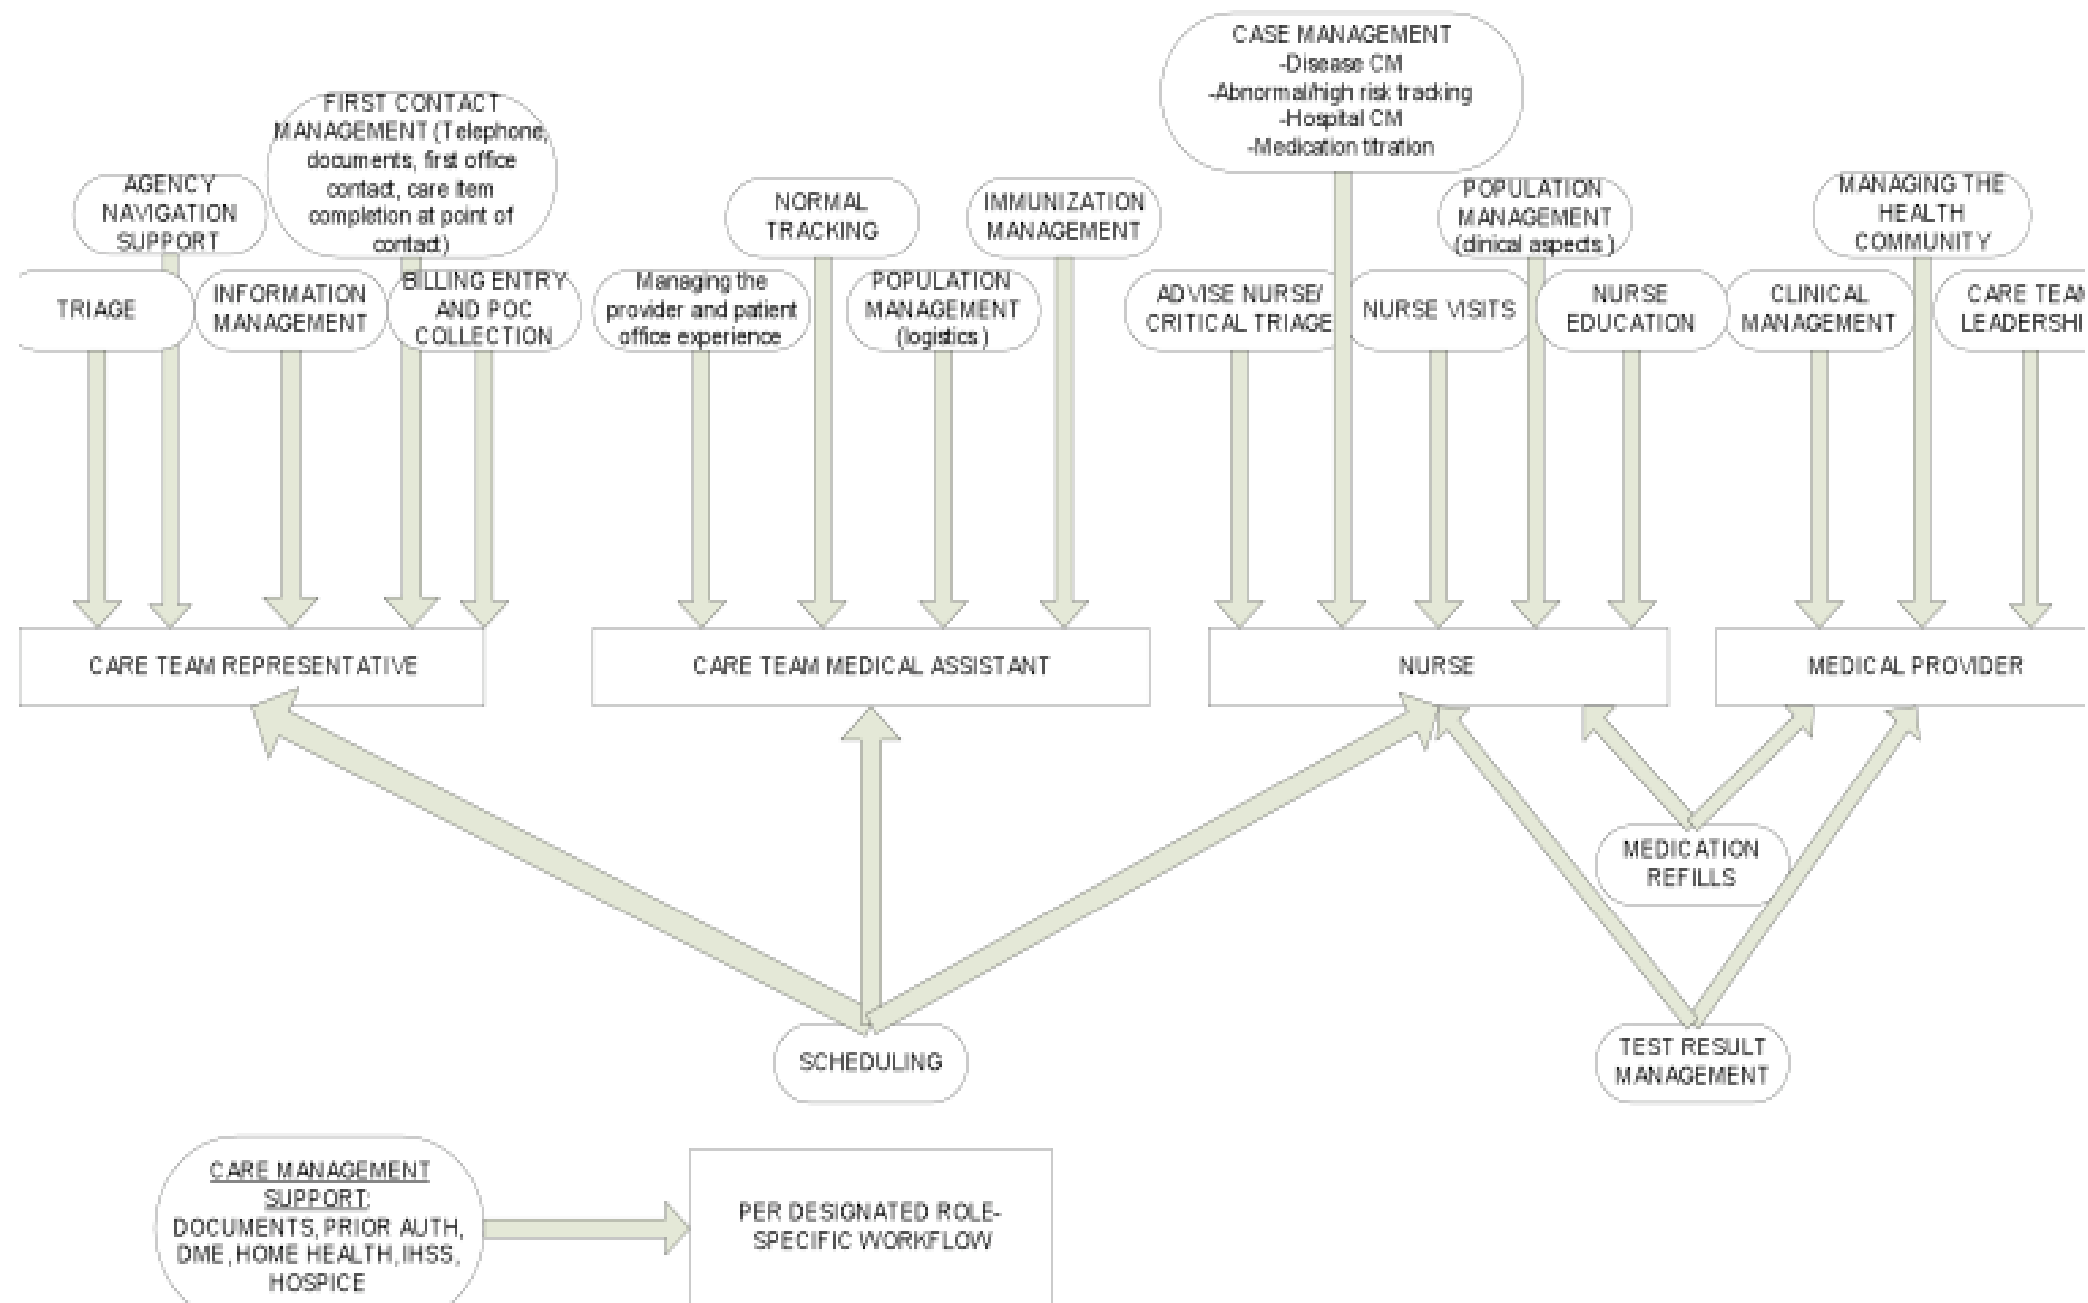 CASE MANAGEMENT
-Disease CM
-Abnormal/high risk tracking
-Hospital CM
-Medication titration
FIRST CONTACT
MANAGEMENT (Telephone,
documents, first office
contact, care item
completion at point of
contact)
AGENCY
NAVIGATION
SUPPORT
NORMAL
TRACKING
IMMUNIZATION
MANAGEMENT
POPULATION
MANAGEMENT
(clinical aspects )
MANAGING THE
HEALTH
COMMUNITY
TRIAGE
INFORMATION
MANAGEMENT
BILLING ENTRY
AND POC
COLLECTION
Managing the
provider and patient
office experience
POPULATION
MANAGEMENT
(logistics )
ADVISE NURSE/
CRITICAL TRIAGE
NURSE VISITS
NURSE
EDUCATION
CLINICAL
MANAGEMENT
CARE TEAM
LEADERSHI
CARE TEAM REPRESENTATIVE
CARE TEAM MEDICAL ASSISTANT
NURSE
MEDICAL PROVIDER
MEDICATION
REFILLS
SCHEDULING
TEST RESULT
MANAGEMENT
CARE MANAGEMENT
SUPPORT:
DOCUMENTS, PRIOR AUTH,
DME, HOME HEALTH, IHSS,
HOSPICE
PER DESIGNATED ROLE-
SPECIFIC WORKFLOW